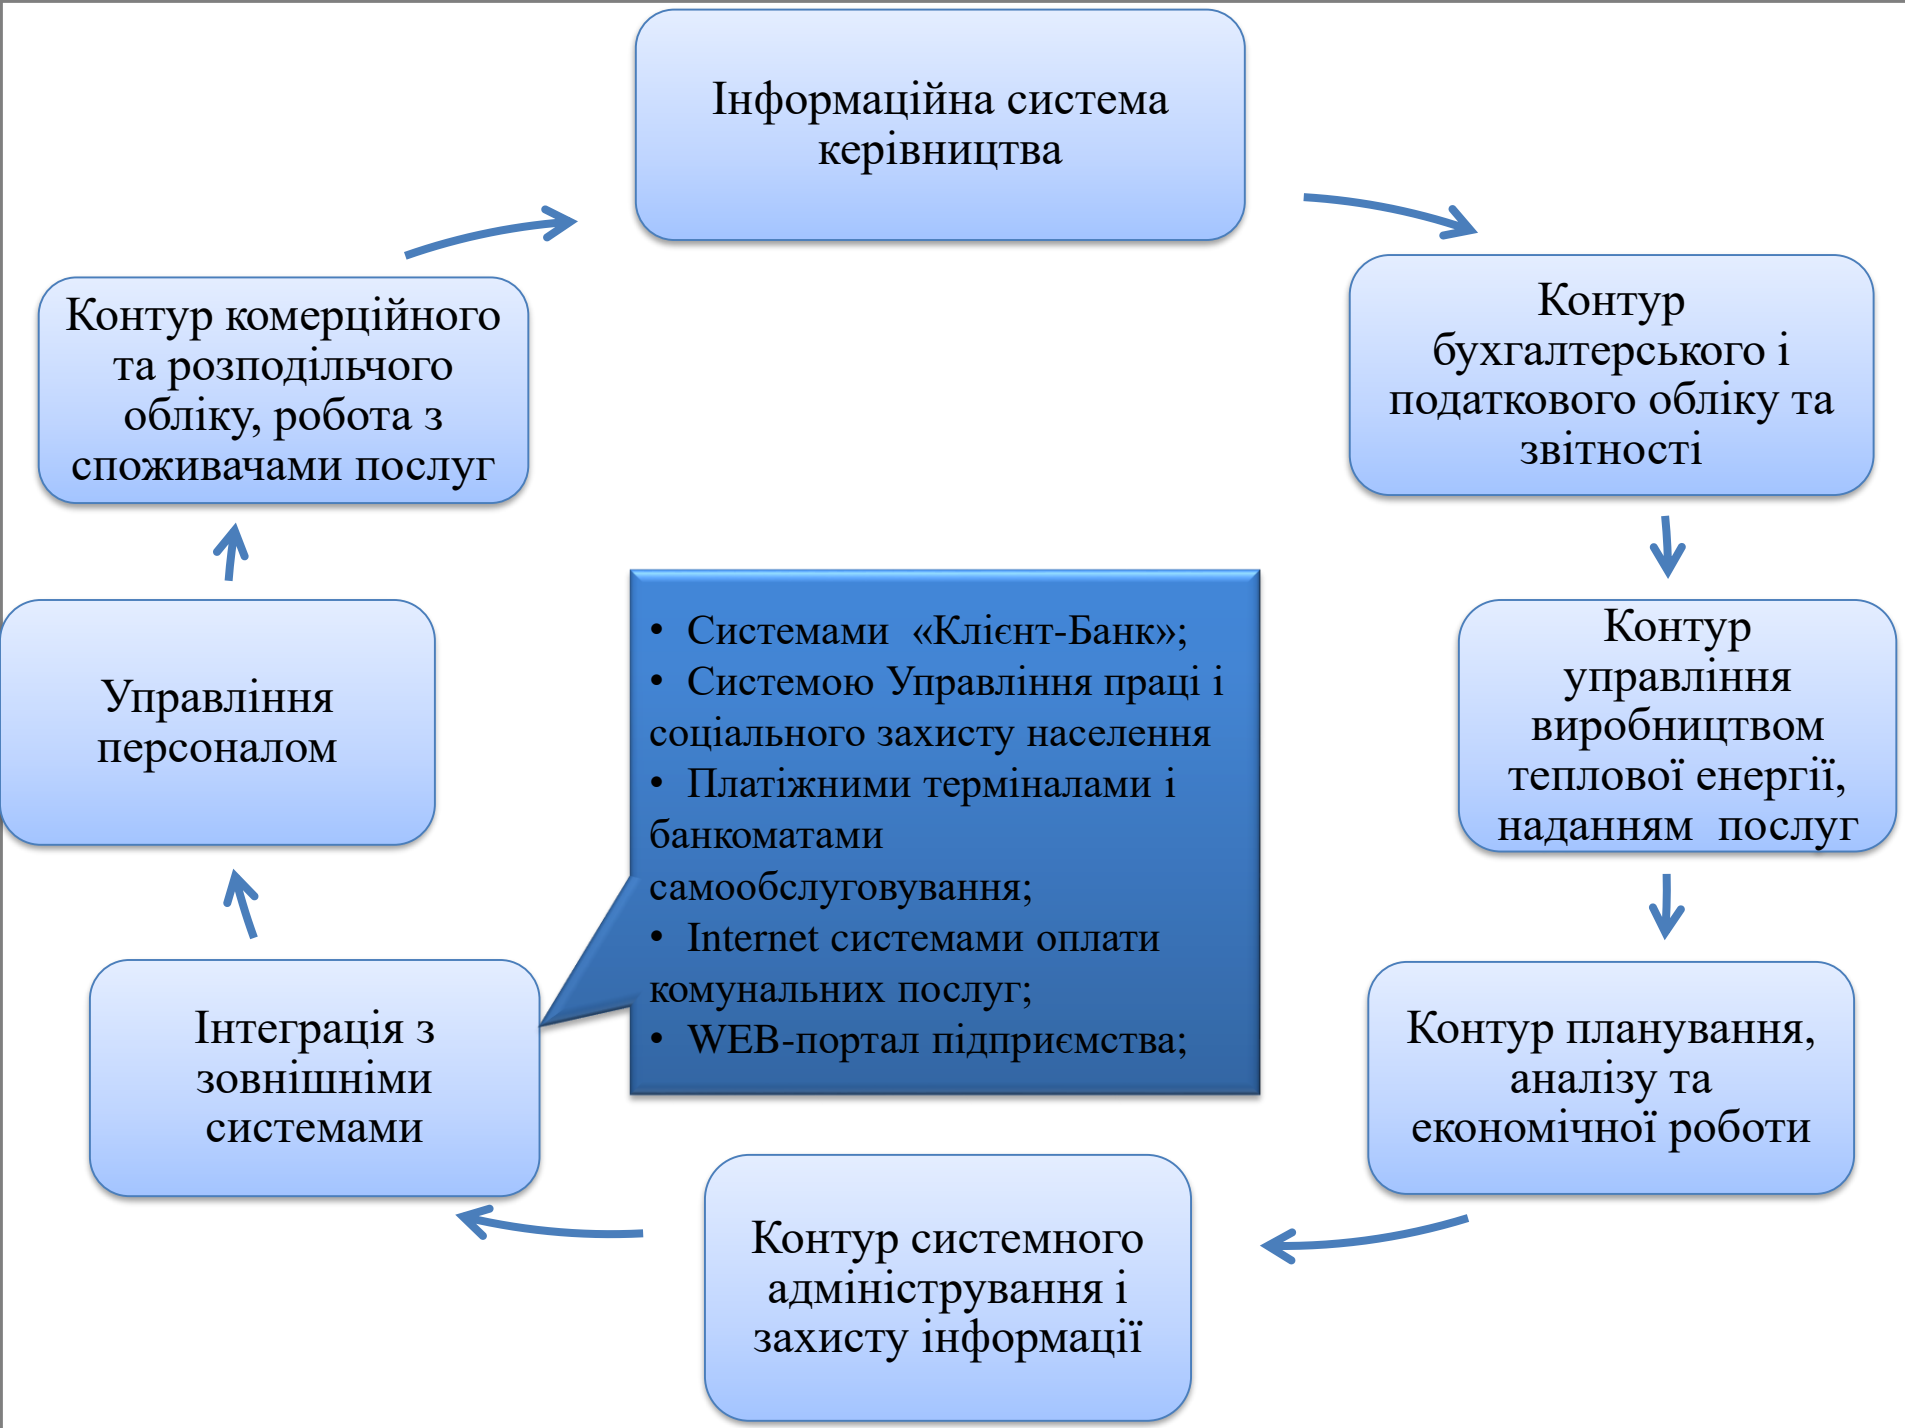 Інформаційна система
керівництва
Контур
бухгалтерського і
податкового обліку та
звітності
Контур
управління
виробництвом
теплової енергії,
наданням послуг
Контур планування,
аналізу та
економічної роботи
Контур системного
адміністрування і
захисту інформації
Інтеграція з
зовнішніми
системами
Управління
персоналом
Контур комерційного
та розподільчого
обліку, робота з
споживачами послуг
• Системами «Клієнт-Банк»;
• Системою Управління праці і
соціального захисту населення
• Платіжними терміналами і
банкоматами
самообслуговування;
• Internet системами оплати
комунальних послуг;
• WEB-портал підприємства;